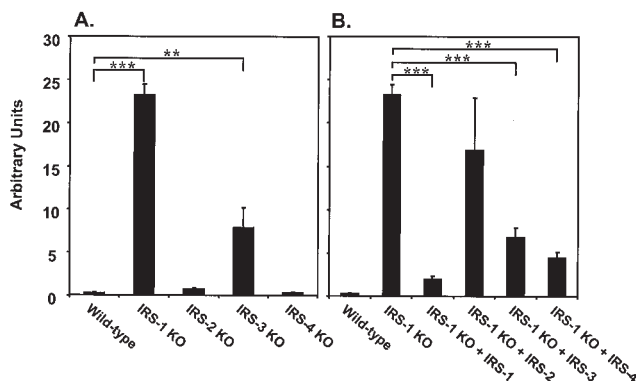 A.
B.
Arbitrary Units
30
25
20
15
10
5
0
***
**
***
***
***
Wild-type
IRS-1 KO
IRS-2 KO
IRS-3 KO
IRS-4 KO
Wild-type
IRS-1 KO
IRS-1 KO + IRS-1
IRS-1 KO + IRS-2
IRS-1 KO + IRS-3
IRS-1 KO + IRS-4